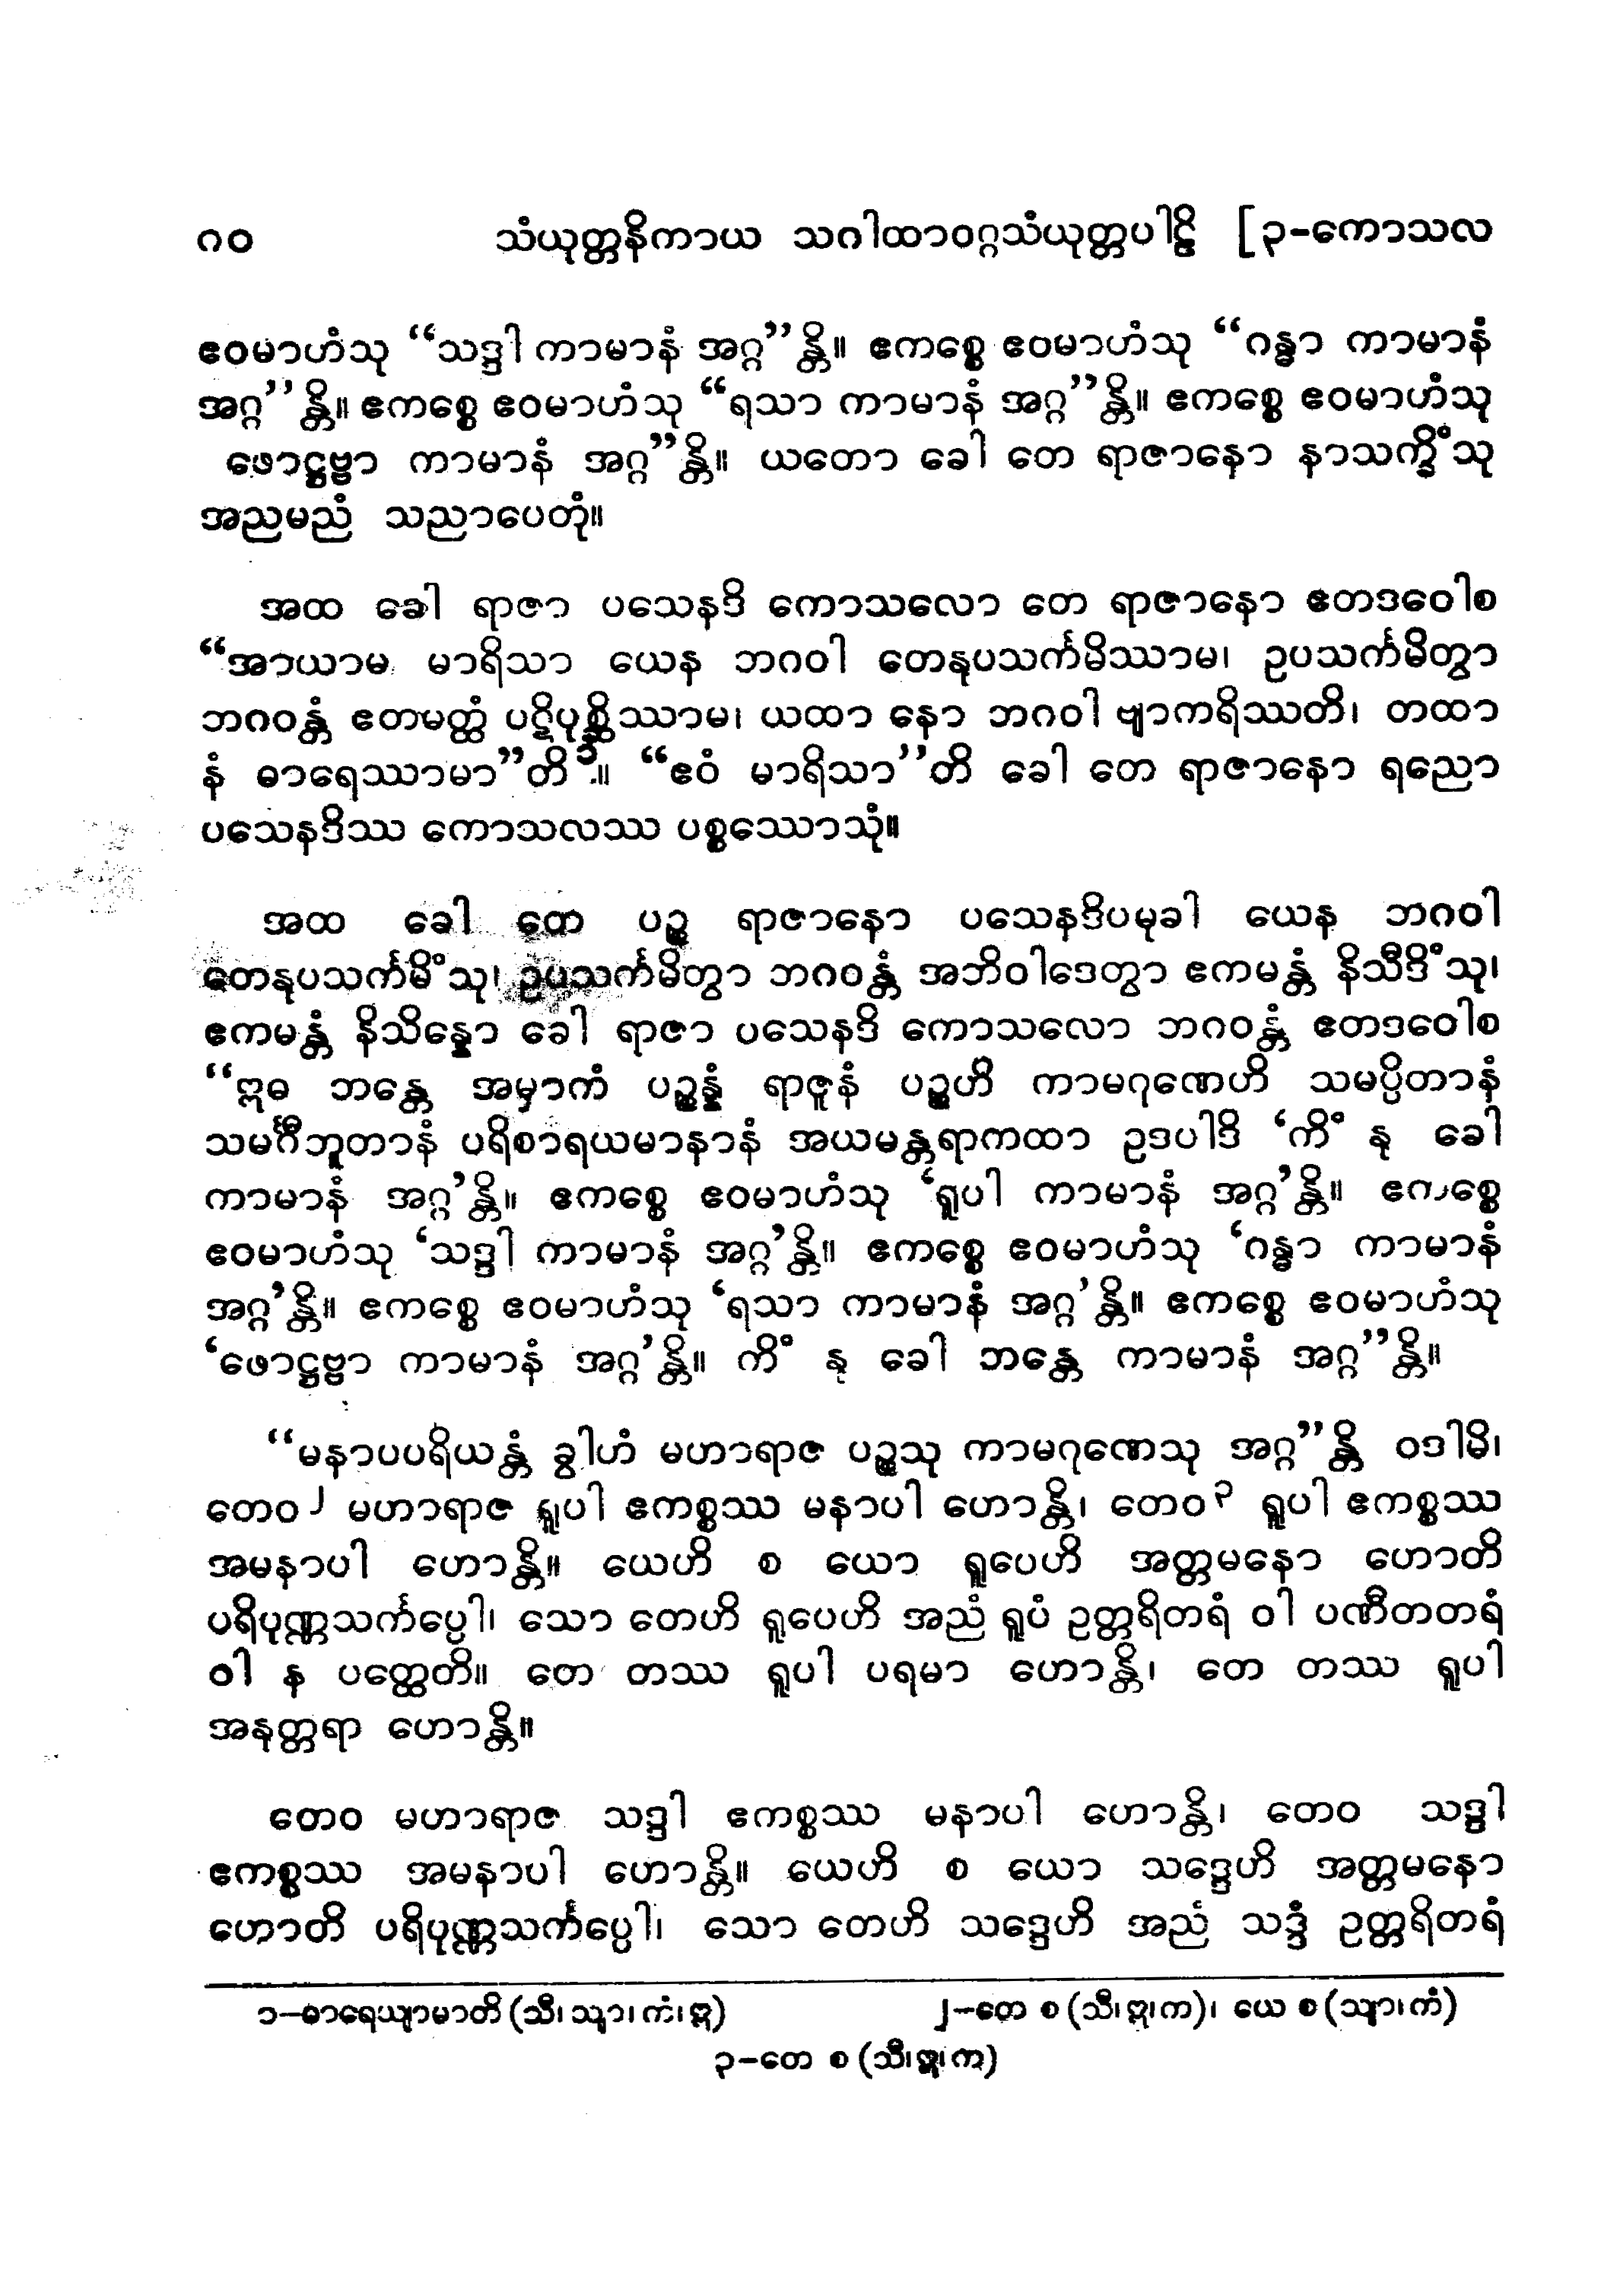 ၈၀ သံယုတ္တနိကာယ သဂါထာဝဂ္ဂသံယုတ္တပါဠိ [၃-ကောသလ
ဧဝမာဟံသု “သဒ္ဒါ ကာမာနံ အဂ္ဂ”န္တိ။ ဧကစ္စေ ဧဝမာဟံသု “ဂန္ဓာ ကာမာနံ
အဂ္ဂ”န္တိ။ ဧကစ္စေ ဧဝမာဟံသု “ရသာ ကာမာနံ အဂ္ဂ”န္တိ။ ဧကစ္စေ ဧဝမာဟံသု
ဖောဋ္ဌဗ္ဗာ ကာမာနံ အဂ္ဂ”န္တိ။ ယတော ခေါ တေ ရာဇာနော နာသက္ခိံသု
အညမညံ သညာပေတုံ။
အထ ခေါ ရာဇာ ပသေနဒိ ကောသလော တေ ရာဇာနော ဧတဒဝေါစ
“အာယာမ မာရိသာ ယေန ဘဂဝါ တေနုပသင်္ကမိဿာမ၊ ဥပသင်္ကမိတွာ
ဘဂဝန္တံ ဧတမတ္ထံ ပဋိပုစ္ဆိဿာမ၊ ယထာ နော ဘဂဝါ ဗျာကရိဿတိ၊ တထာ
နံ ဓာရေဿာမာ”တိ၁။ “ဧဝံ မာရိသာ”တိ ခေါ တေ ရာဇာနော ရညော
ပသေနဒိဿ ကောသလဿ ပစ္စဿောသုံ။
အထ ခေါ တေ ပဉ္စ ရာဇာနော ပသေနဒိပမုခါ ယေန ဘဂဝါ
တေနုပသင်္ကမိံသု၊ ဥပသင်္ကမိတွာ ဘဂဝန္တံ အဘိဝါဒေတွာ ဧကမန္တံ နိသီဒိံသု၊
ဧကမန္တံ နိသိန္နော ခေါ ရာဇာ ပသေနဒိ ကောသလော ဘဂဝန္တံ ဧတဒဝေါစ
“ဣဓ ဘန္တေ အမှာကံ ပဉ္စန္နံ ရာဇူနံ ပဉ္စဟိ ကာမဂုဏေဟိ သမပ္ပိတာနံ
သမင်္ဂီဘူတာနံ ပရိစာရယမာနာနံ အယမန္တရာကထာ ဥဒပါဒိ ‘ကိံ နု ခေါ
ကာမာနံ အဂ္ဂ’န္တိ။ ဧကစ္စေ ဧဝမာဟံသု ‘ရူပါ ကာမာနံ အဂ္ဂ’န္တိ။ ဧကစ္စေ
ဧဝမာဟံသု ‘သဒ္ဒါ ကာမာနံ အဂ္ဂ’န္တိ။ ဧကစ္စေ ဧဝမာဟံသု ‘ဂန္ဓာ ကာမာနံ
အဂ္ဂ’န္တိ။ ဧကစ္စေ ဧဝမာဟံသု ‘ရသာ ကာမာနံ အဂ္ဂ’န္တိ။ ဧကစ္စေ ဧဝမာဟံသု
‘ဖောဋ္ဌဗ္ဗာ ကာမာနံ အဂ္ဂ’န္တိ။ ကိံ နု ခေါ ဘန္တေ ကာမာနံ အဂ္ဂ”န္တိ။
“မနာပပရိယန္တံ ခွါဟံ မဟာရာဇ ပဉ္စသု ကာမဂုဏေသု အဂ္ဂ”န္တိ ဝဒါမိ၊
တေဝ၂ မဟာရာဇ ရူပါ ဧကစ္စဿ မနာပါ ဟောန္တိ၊ တေဝ၃ ရူပါ ဧကစ္စဿ
အမနာပါ ဟောန္တိ။ ယေဟိ စ ယော ရူပေဟိ အတ္တမနော ဟောတိ
ပရိပုဏ္ဏသင်္ကပ္ပေါ၊ သော တေဟိ ရူပေဟိ အညံ ရူပံ ဥတ္တရိတရံ ဝါ ပဏီတတရံ
ဝါ န ပတ္ထေတိ။ တေ တဿ ရူပါ ပရမာ ဟောန္တိ၊ တေ တဿ ရူပါ
အနုတ္တရာ ဟောန္တိ။
တေဝ မဟာရာဇ သဒ္ဒါ ဧကစ္စဿ မနာပါ ဟောန္တိ၊ တေဝ သဒ္ဒါ
ဧကစ္စဿ အမနာပါ ဟောန္တိ။ ယေဟိ စ ယော သဒ္ဒေဟိ အတ္တမနော
ဟောတိ ပရိပုဏ္ဏသင်္ကပ္ပေါ၊ သော တေဟိ သဒ္ဒေဟိ အညံ သဒ္ဒံ ဥတ္တရိတရံ
၁-ဓာရေယျာမာတိ (သီ၊ သျာ၊ ကံ၊ ဣ) ၂-တေ စ (သီ၊ ဣ၊ က)၊ ယေ စ (သျာ၊ ကံ)
၃-တေ စ (သီ၊ ဣ၊ က)